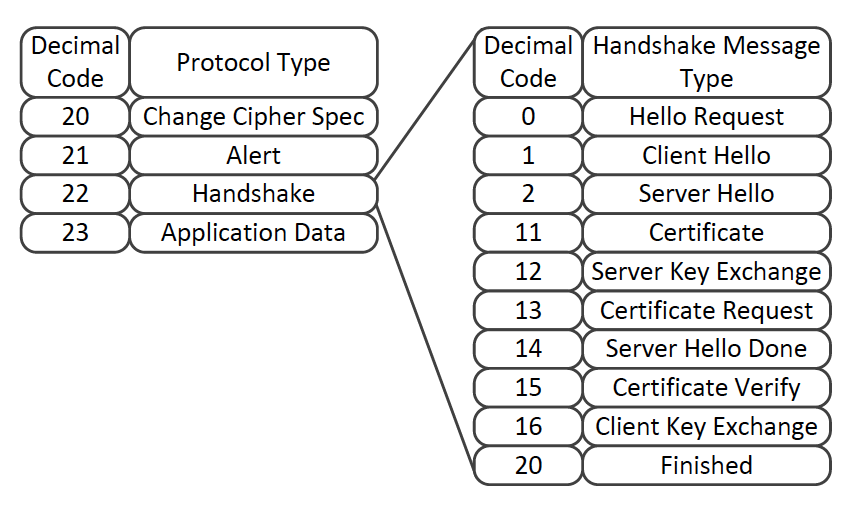 Decimal Code
Protocol Type
20 Change Cipher Spec
21 Alert
22 Handshake
23 Application Data
Decimal Code
Handshake Message Type
0 Hello Request
1 Client Hello
2 Server Hello
11 Certificate
12 Server Key Exchange
13 Certificate Request
14 Server Hello Done
15 Certificate Verify
16 Client Key Exchange
20 Finished